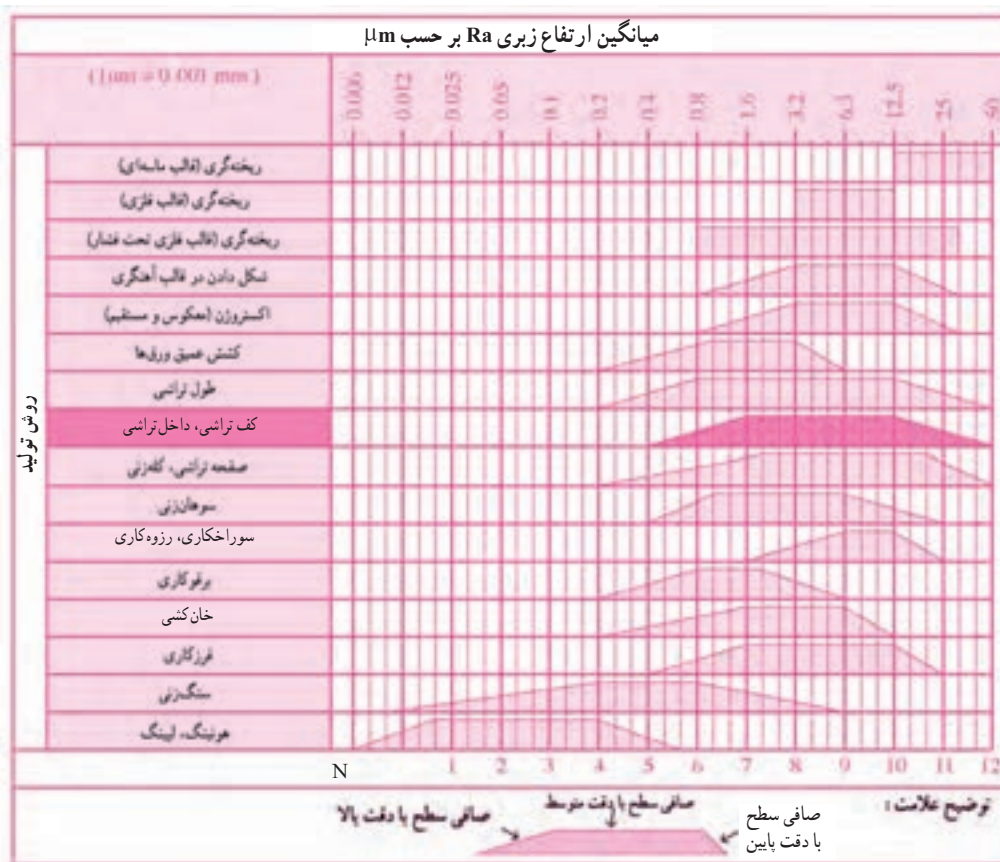 میانگین ارتفاع زبری Ra بر حسب μm
(1μm = 0.001 mm)
0.006 0.012 0.025 0.05 0.1 0.2 0.4 0.8 1.6 3.2 6.3 12.5 25 50
روش تولید
ریخته‌گری (قالب ماسه‌ای)
ریخته‌گری (قالب فلزی)
ریخته‌گری (قالب فلزی تحت فشار)
شکل دادن در قالب آهنگری
اکستروژن (معکوس و مستقیم)
کشش عمیق ورق‌ها
طول تراشی
کف تراشی، داخل تراشی
صفحه تراشی، کله‌زنی
سوهان‌زنی
سوراخکاری، رزوه‌کاری
برقوکاری
خان‌کشی
فرزکاری
سنگ‌زنی
هونینگ، لپینگ
N 1 2 3 4 5 6 7 8 9 10 11 12
توضیح علامت :
صافی سطح
با دقت پایین
صافی سطح با دقت متوسط
صافی سطح با دقت بالا